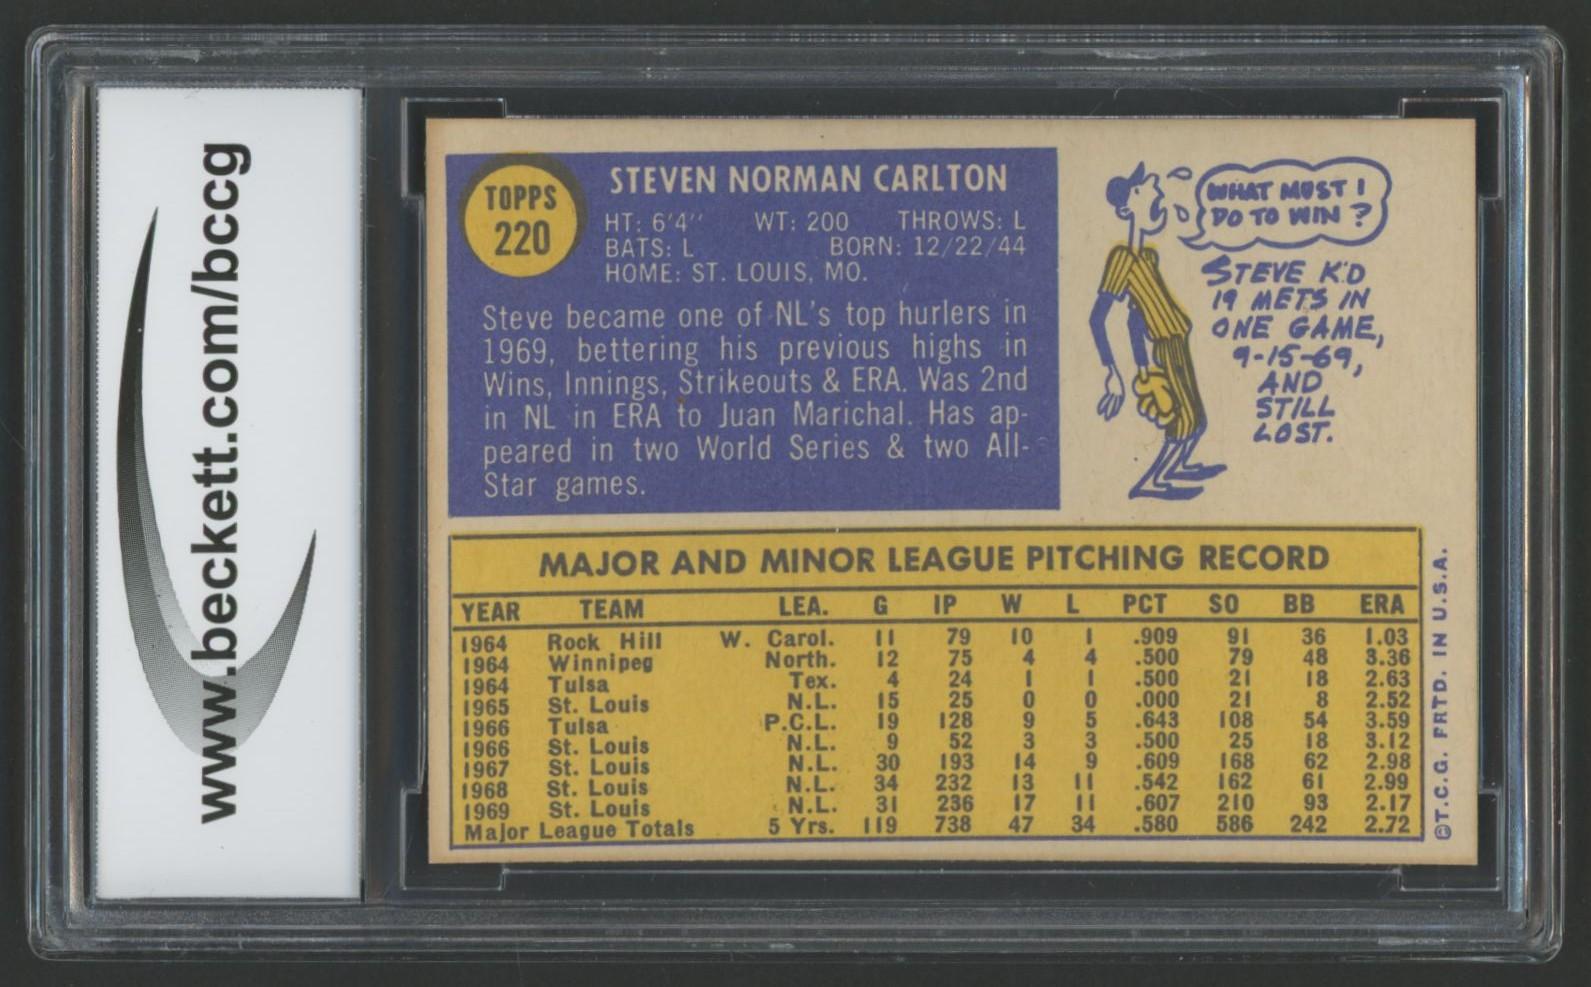 www.beckett.com/bccg
TOPPS
220
STEVEN NORMAN CARLTON
HT: 6'4" WT: 200 THROWS: L
BATS: L BORN: 12/22/44
HOME: ST. LOUIS, MO.
Steve became one of NL's top hurlers in
1969, bettering his previous highs in
Wins, Innings, Strikeouts & ERA. Was 2nd
in NL in ERA to Juan Marichal. Has ap-
peared in two World Series & two All-
Star games.
WHAT MUST I
DO TO WIN?
STEVE K'D
19 METS IN
ONE GAME,
9-15-69,
AND
STILL
LOST.
MAJOR AND MINOR LEAGUE PITCHING RECORD
YEAR TEAM LEA. G IP W L PCT SO BB ERA
1964 Rock Hill W. Carol. 11 79 10 1 .909 91 36 1.03
1964 Winnipeg North. 12 75 4 4 .500 79 48 3.36
1964 Tulsa Tex. 4 24 1 1 .500 21 18 2.63
1965 St. Louis N.L. 15 25 0 0 .000 21 8 2.52
1966 Tulsa P.C.L. 19 128 9 5 .643 108 54 3.59
1966 St. Louis N.L. 9 52 3 3 .500 25 18 3.12
1967 St. Louis N.L. 30 193 14 9 .609 168 62 2.98
1968 St. Louis N.L. 34 232 13 11 .542 162 61 2.99
1969 St. Louis N.L. 31 236 17 11 .607 210 93 2.17
Major League Totals 5 Yrs. 119 738 47 34 .580 586 242 2.72
©T.C.G. PRTD. IN U.S.A.